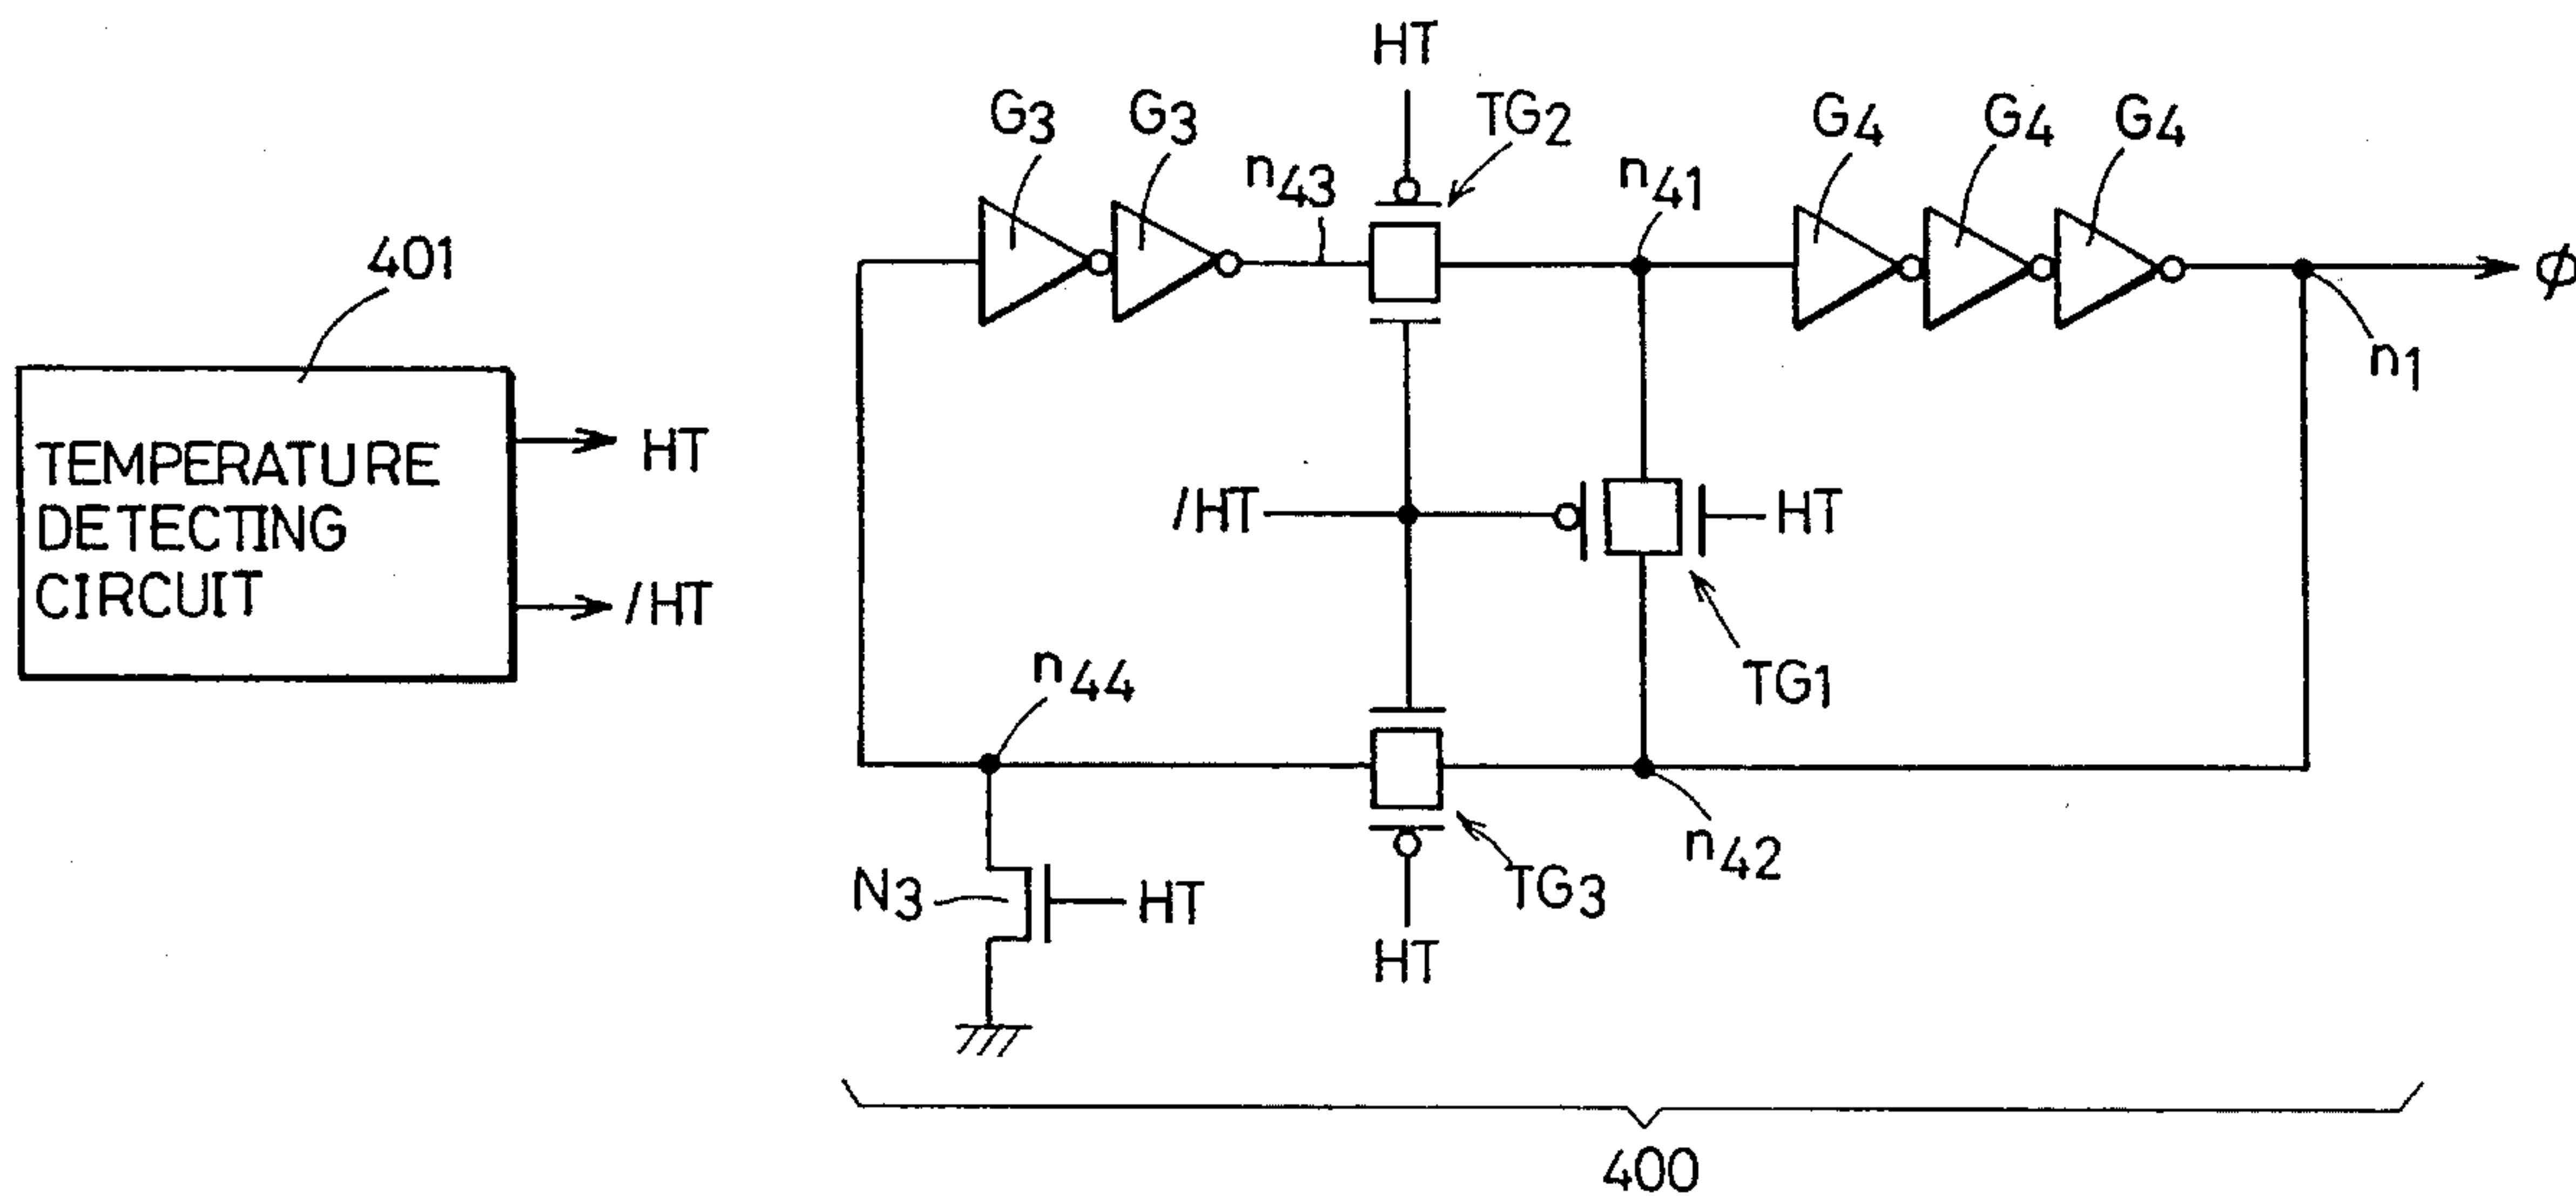 HT
G3 G3 TG2 G4 G4 G4
n43 n41
401
φ
n1
TEMPERATURE
DETECTING
CIRCUIT
HT
/HT
/HT
HT
n44
TG1
n42
N3
HT
TG3
HT
400